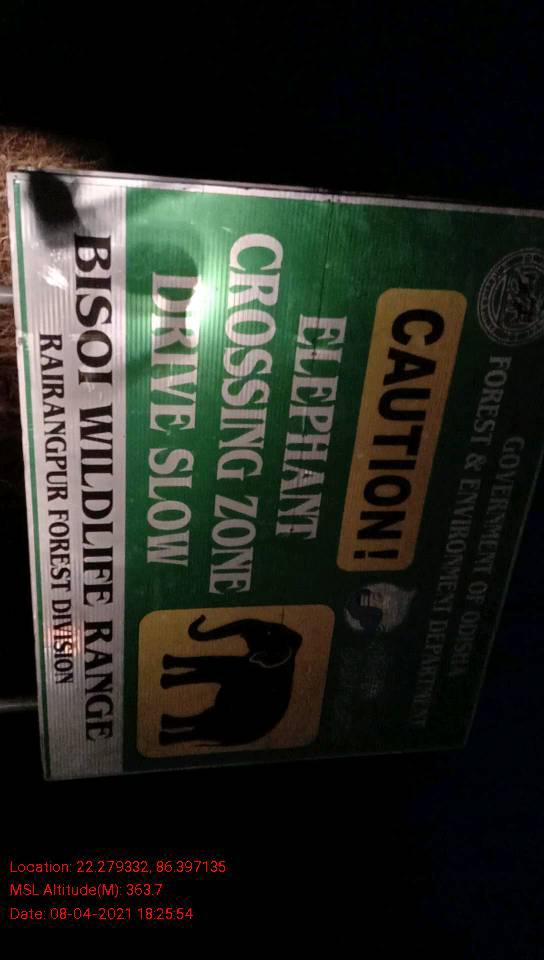 GOVERNMENT OF ODISHA
FOREST & ENVIROMENT DEPARTMENT
CAUTION!
ELEPHANT
CROSSING ZONE
DRIVE SLOW
BISOI WILDLIFE RANGE
RAIRANGPUR FOREST DIVISION
Location: 22.279332, 86.397135
MSL Altitude(M): 363.7
Date: 08-04-2021 18:25:54